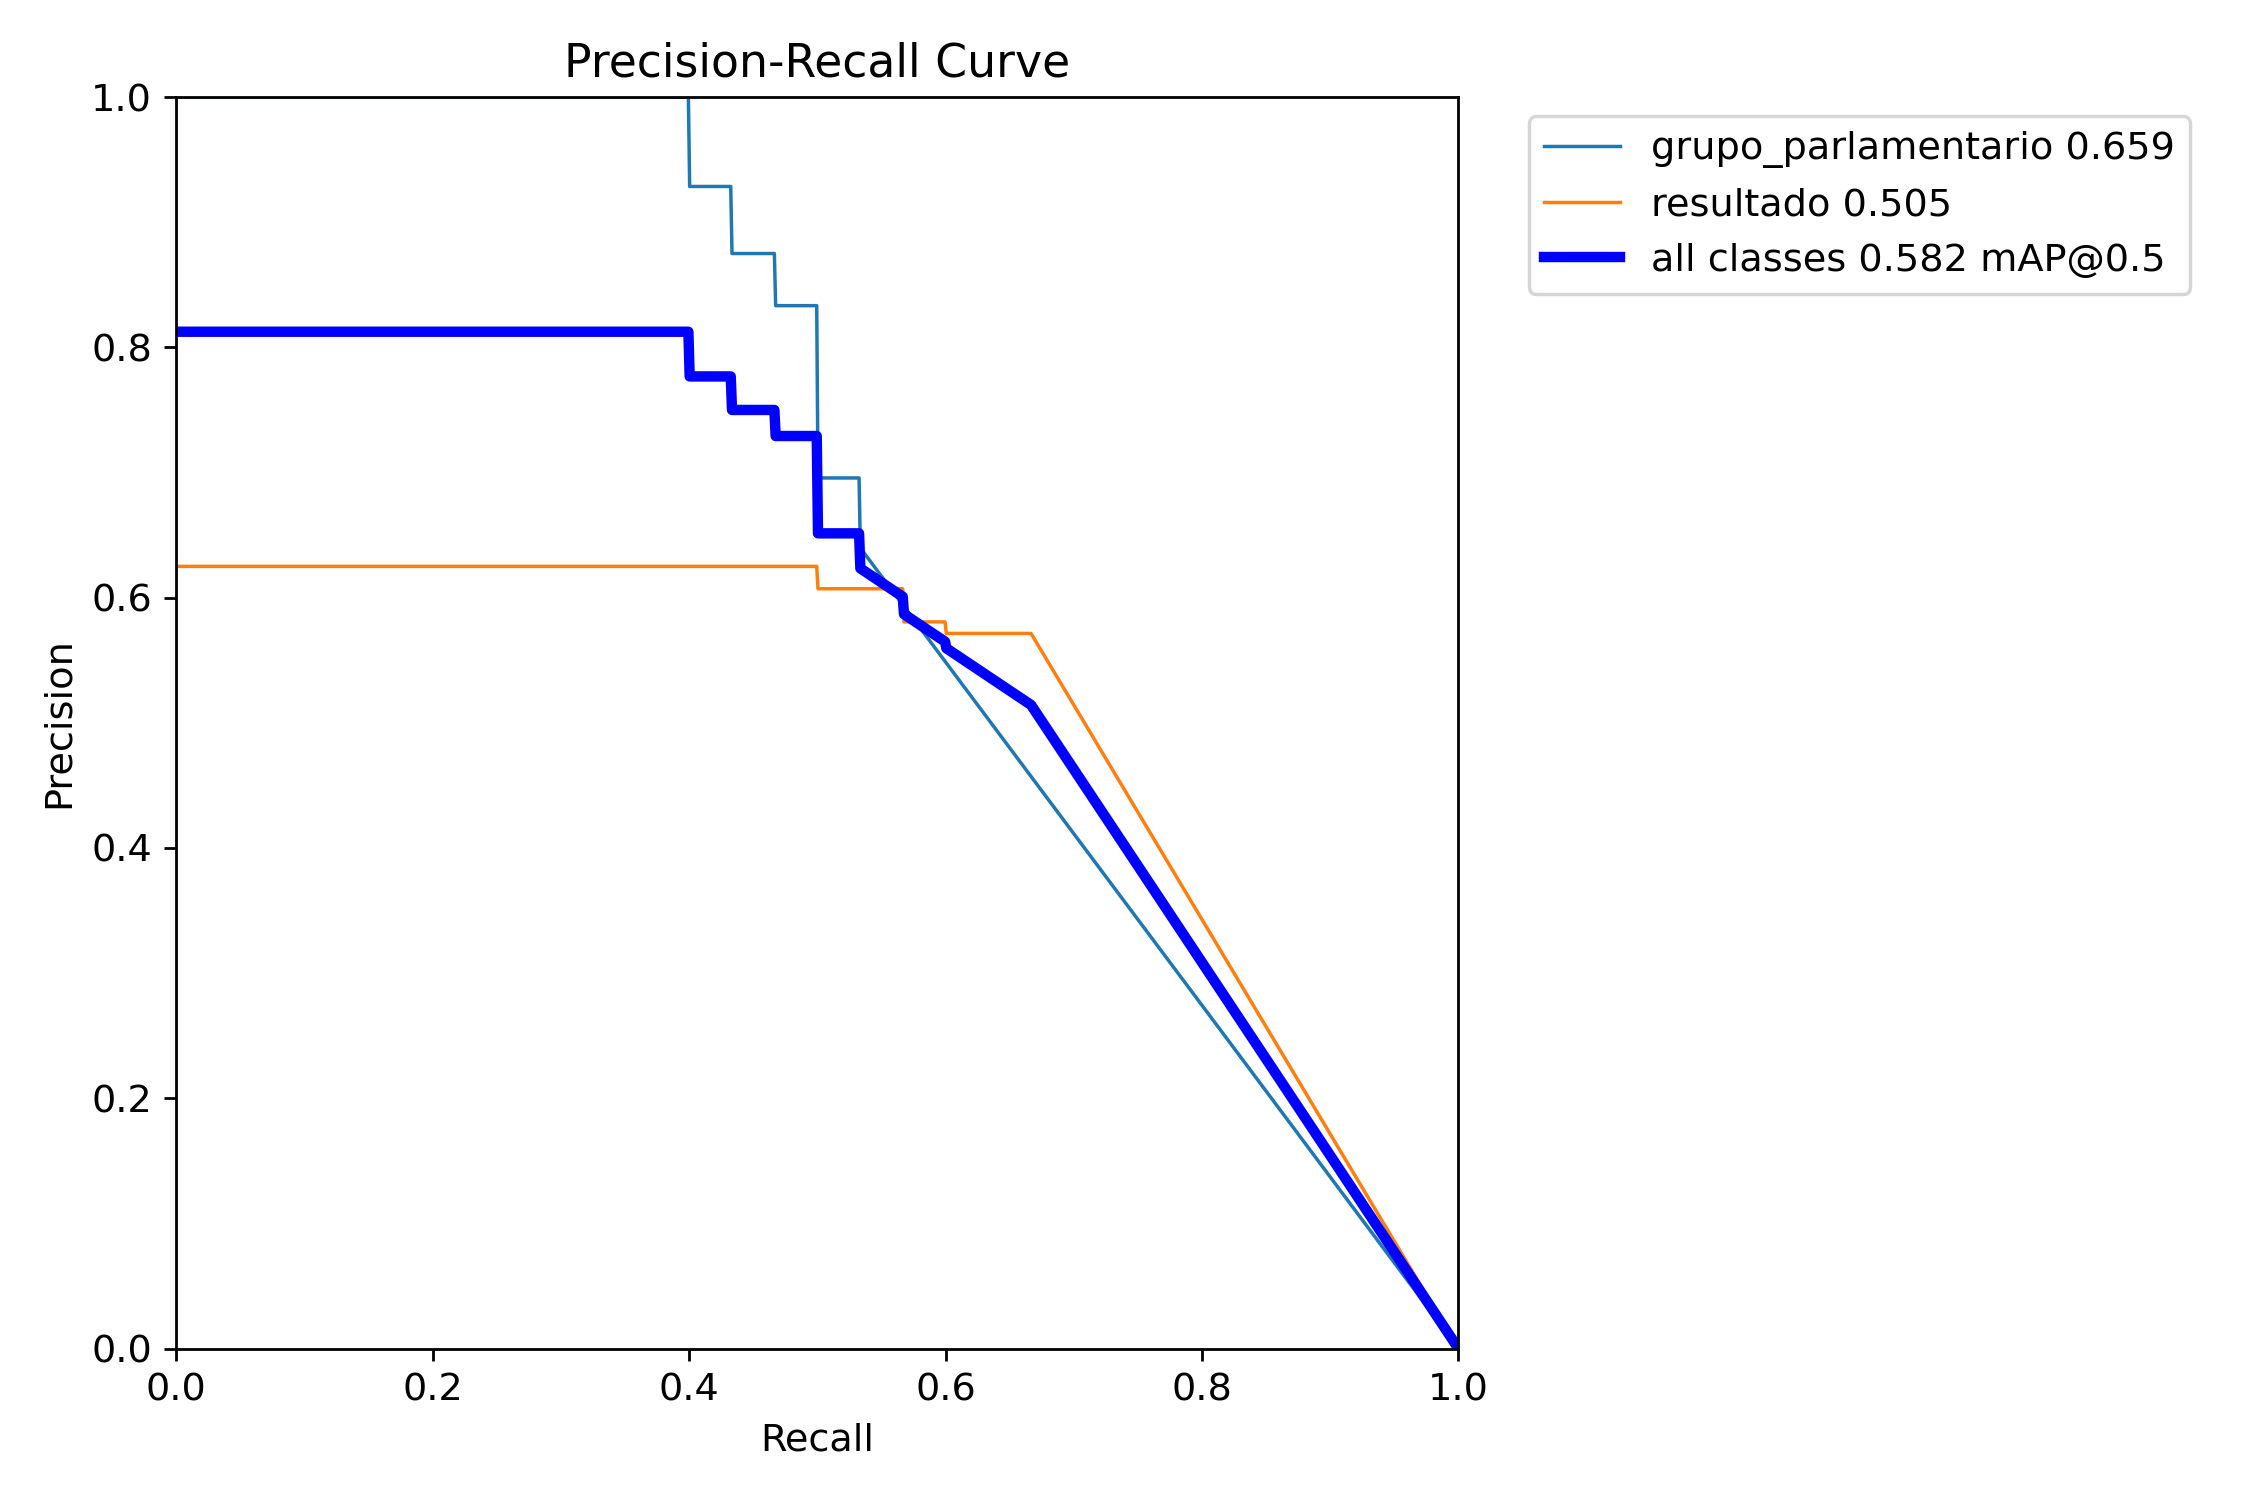 Precision-Recall Curve
1.0
0.8
0.6
0.4
0.2
0.0
Precision
0.0 0.2 0.4 0.6 0.8 1.0
Recall
grupo_parlamentario 0.659
resultado 0.505
all classes 0.582 mAP@0.5